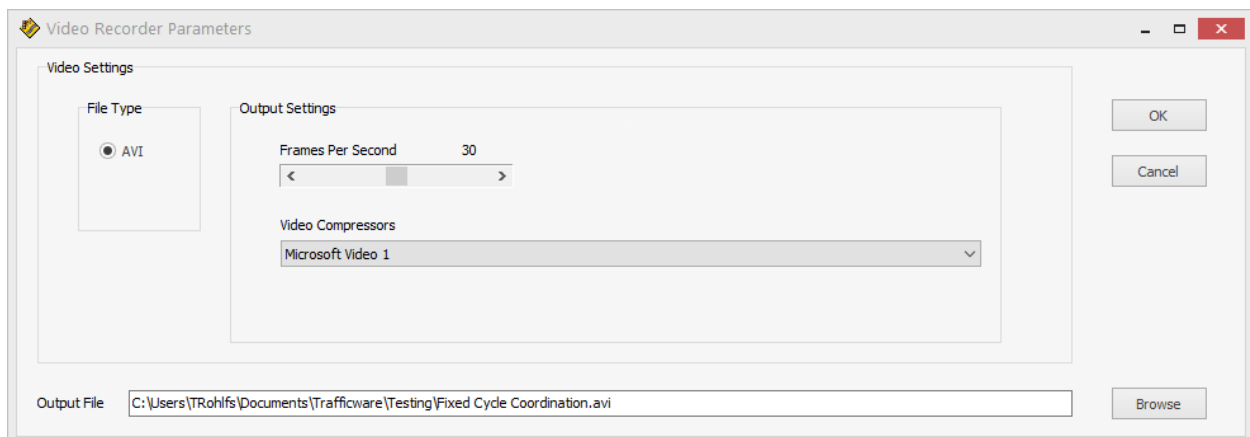 Video Recorder Parameters
Video Settings
File Type
AVI
Output Settings
Frames Per Second 30
Video Compressors
Microsoft Video 1
OK
Cancel
Output File C:\Users\TRohlfs\Documents\Trafficware\Testing\Fixed Cycle Coordination.avi
Browse